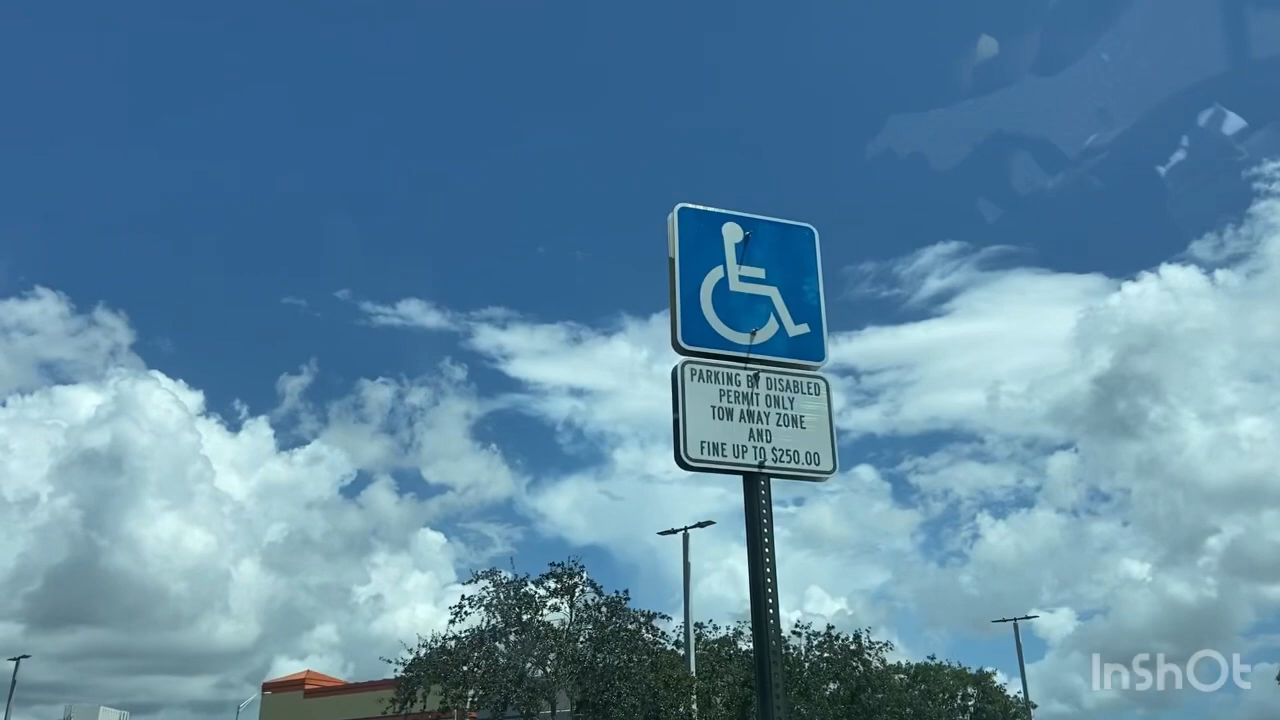 PARKING BY DISABLED
PERMIT ONLY
TOW AWAY ZONE
AND
FINE UP TO $250.00
InShOt